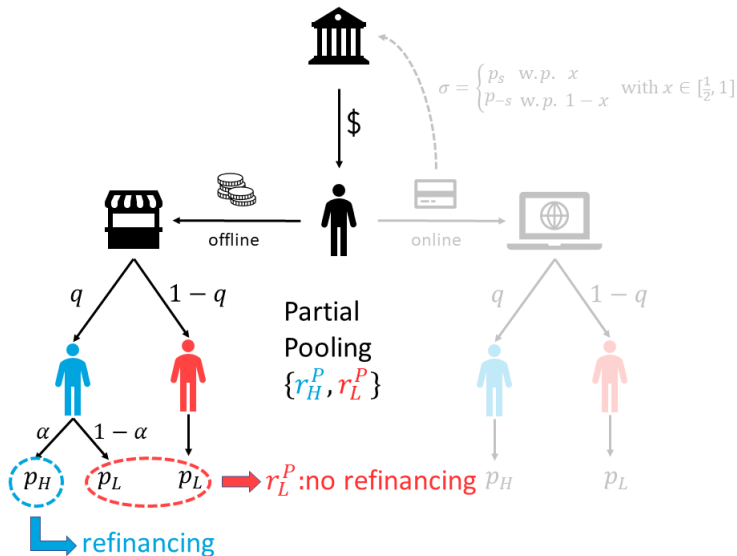 σ = { p_s w.p. x
p_{-s} w.p. 1 − x with x ∈ [1/2, 1]
$
offline
online
q
1 − q
Partial
Pooling
{r_H^P, r_L^P}
q
1 − q
α
1 − α
p_H
p_L
p_L
r_L^P:no refinancing
p_H
p_L
refinancing